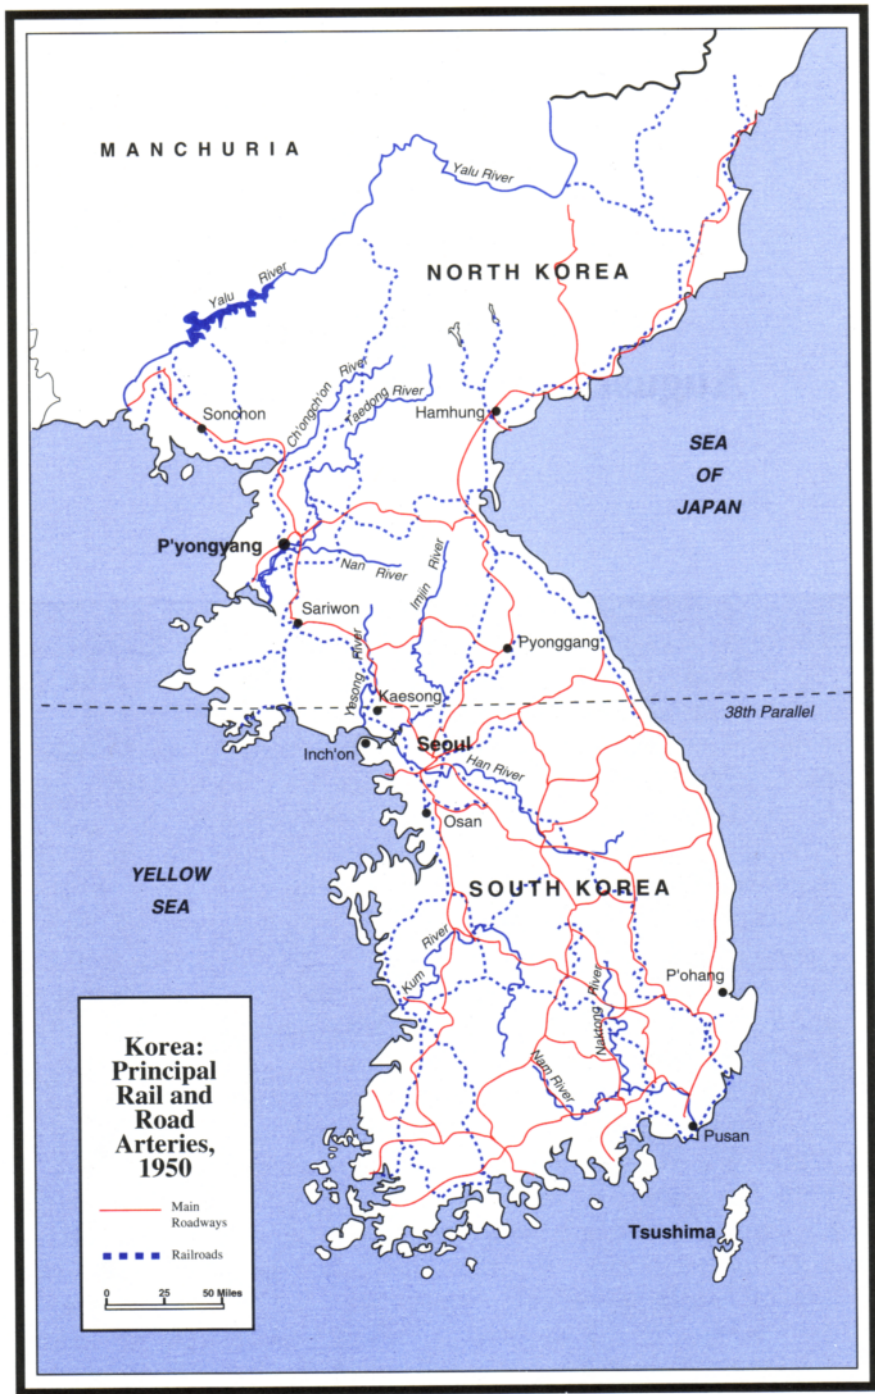 MANCHURIA
Yalu River
NORTH KOREA
Yalu River
Ch'ongch'on River
Taedong River
Sonchon
Hamhung
SEA
OF
JAPAN
P'yongyang
Nan River
Imjin River
Sariwon
Pyonggang
Yesong River
Kaesong
38th Parallel
Inch'on
Seoul
Han River
Osan
YELLOW
SEA
SOUTH KOREA
Kum River
P'ohang
Naktong River
Nam River
Pusan
Tsushima
Korea:
Principal
Rail and
Road
Arteries,
1950
Main
Roadways
Railroads
0 25 50 Miles